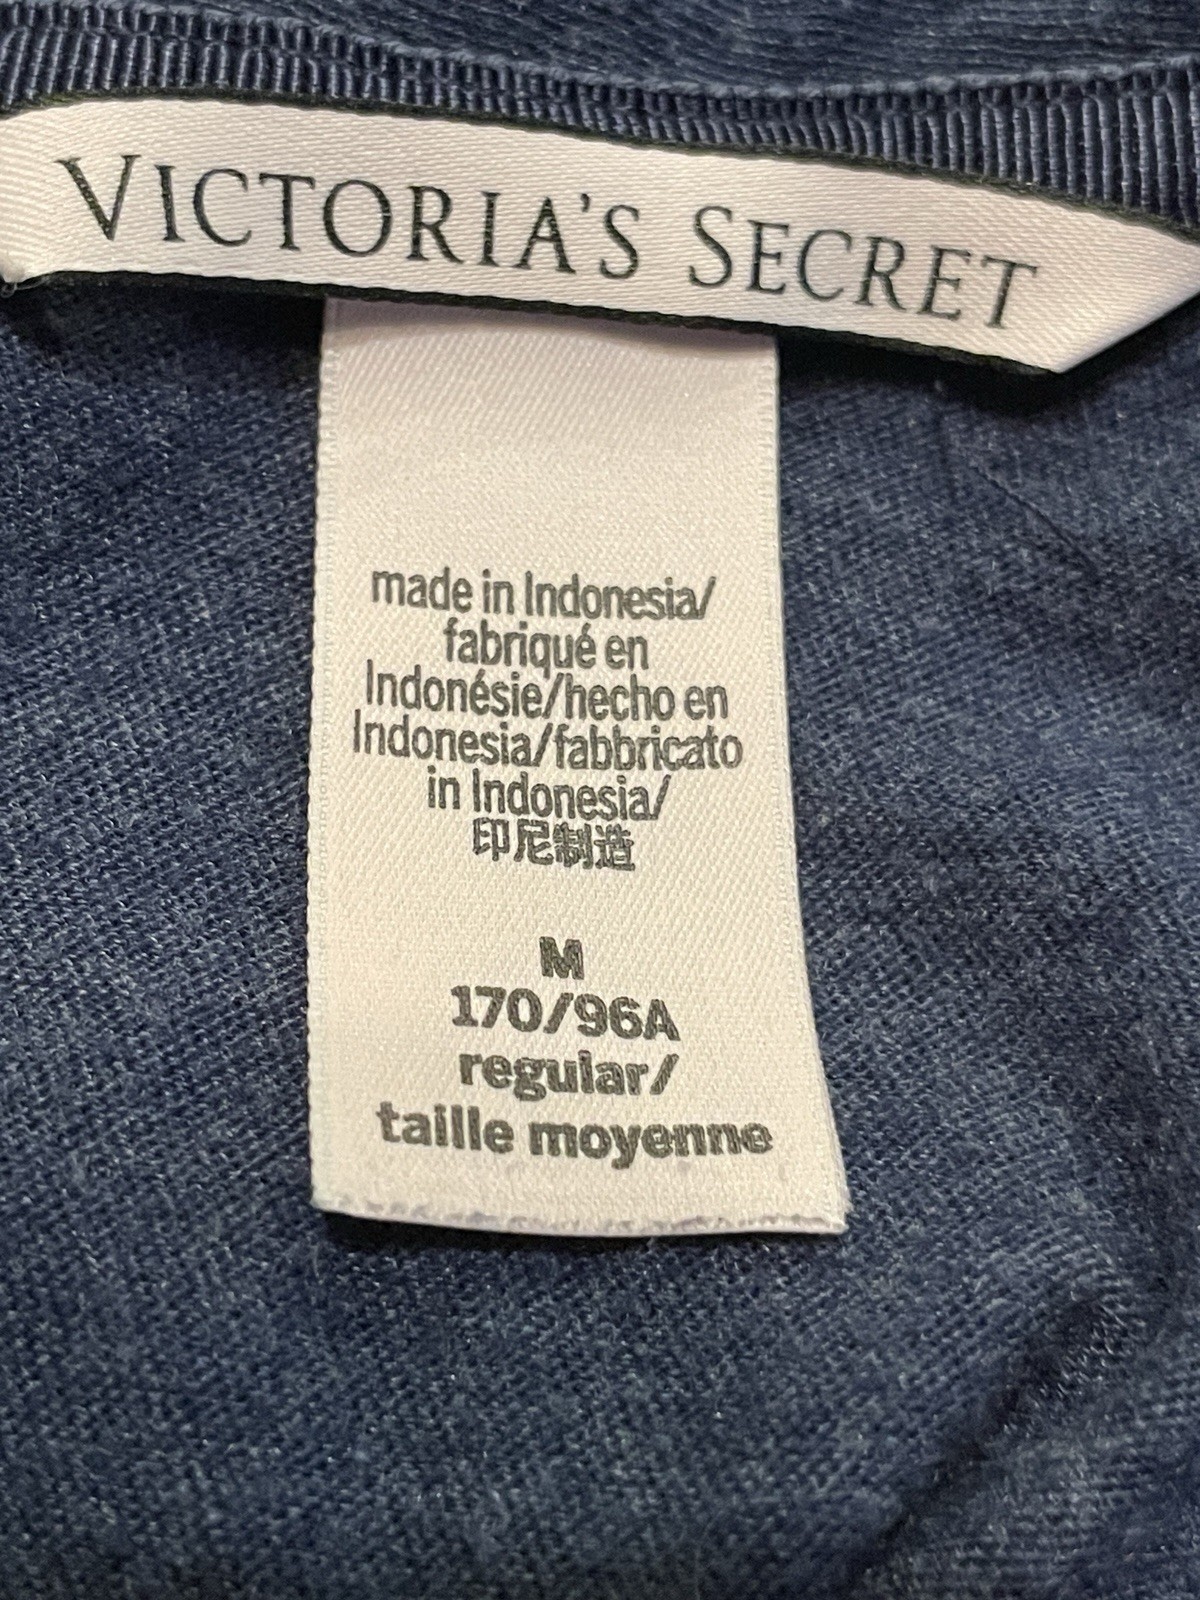 VICTORIA'S SECRET
made in Indonesia/
fabriqué en
Indonésie/hecho en
Indonesia/fabbricato
in Indonesia/
印尼制造
M
170/96A
regular/
taille moyenne